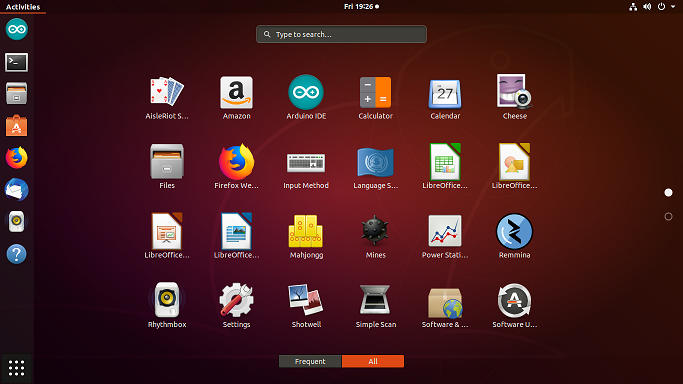 Activities
Fri 19:26
Type to search...
AisleRiot S...
Amazon
Arduino IDE
Calculator
Calendar
Cheese
27
Files
Firefox We...
Input Method
Language S...
LibreOffice...
LibreOffice...
LibreOffice...
LibreOffice...
Mahjongg
Mines
Power Stati...
Remmina
Rhythmbox
Settings
Shotwell
Simple Scan
Software & ...
Software U...
Frequent
All